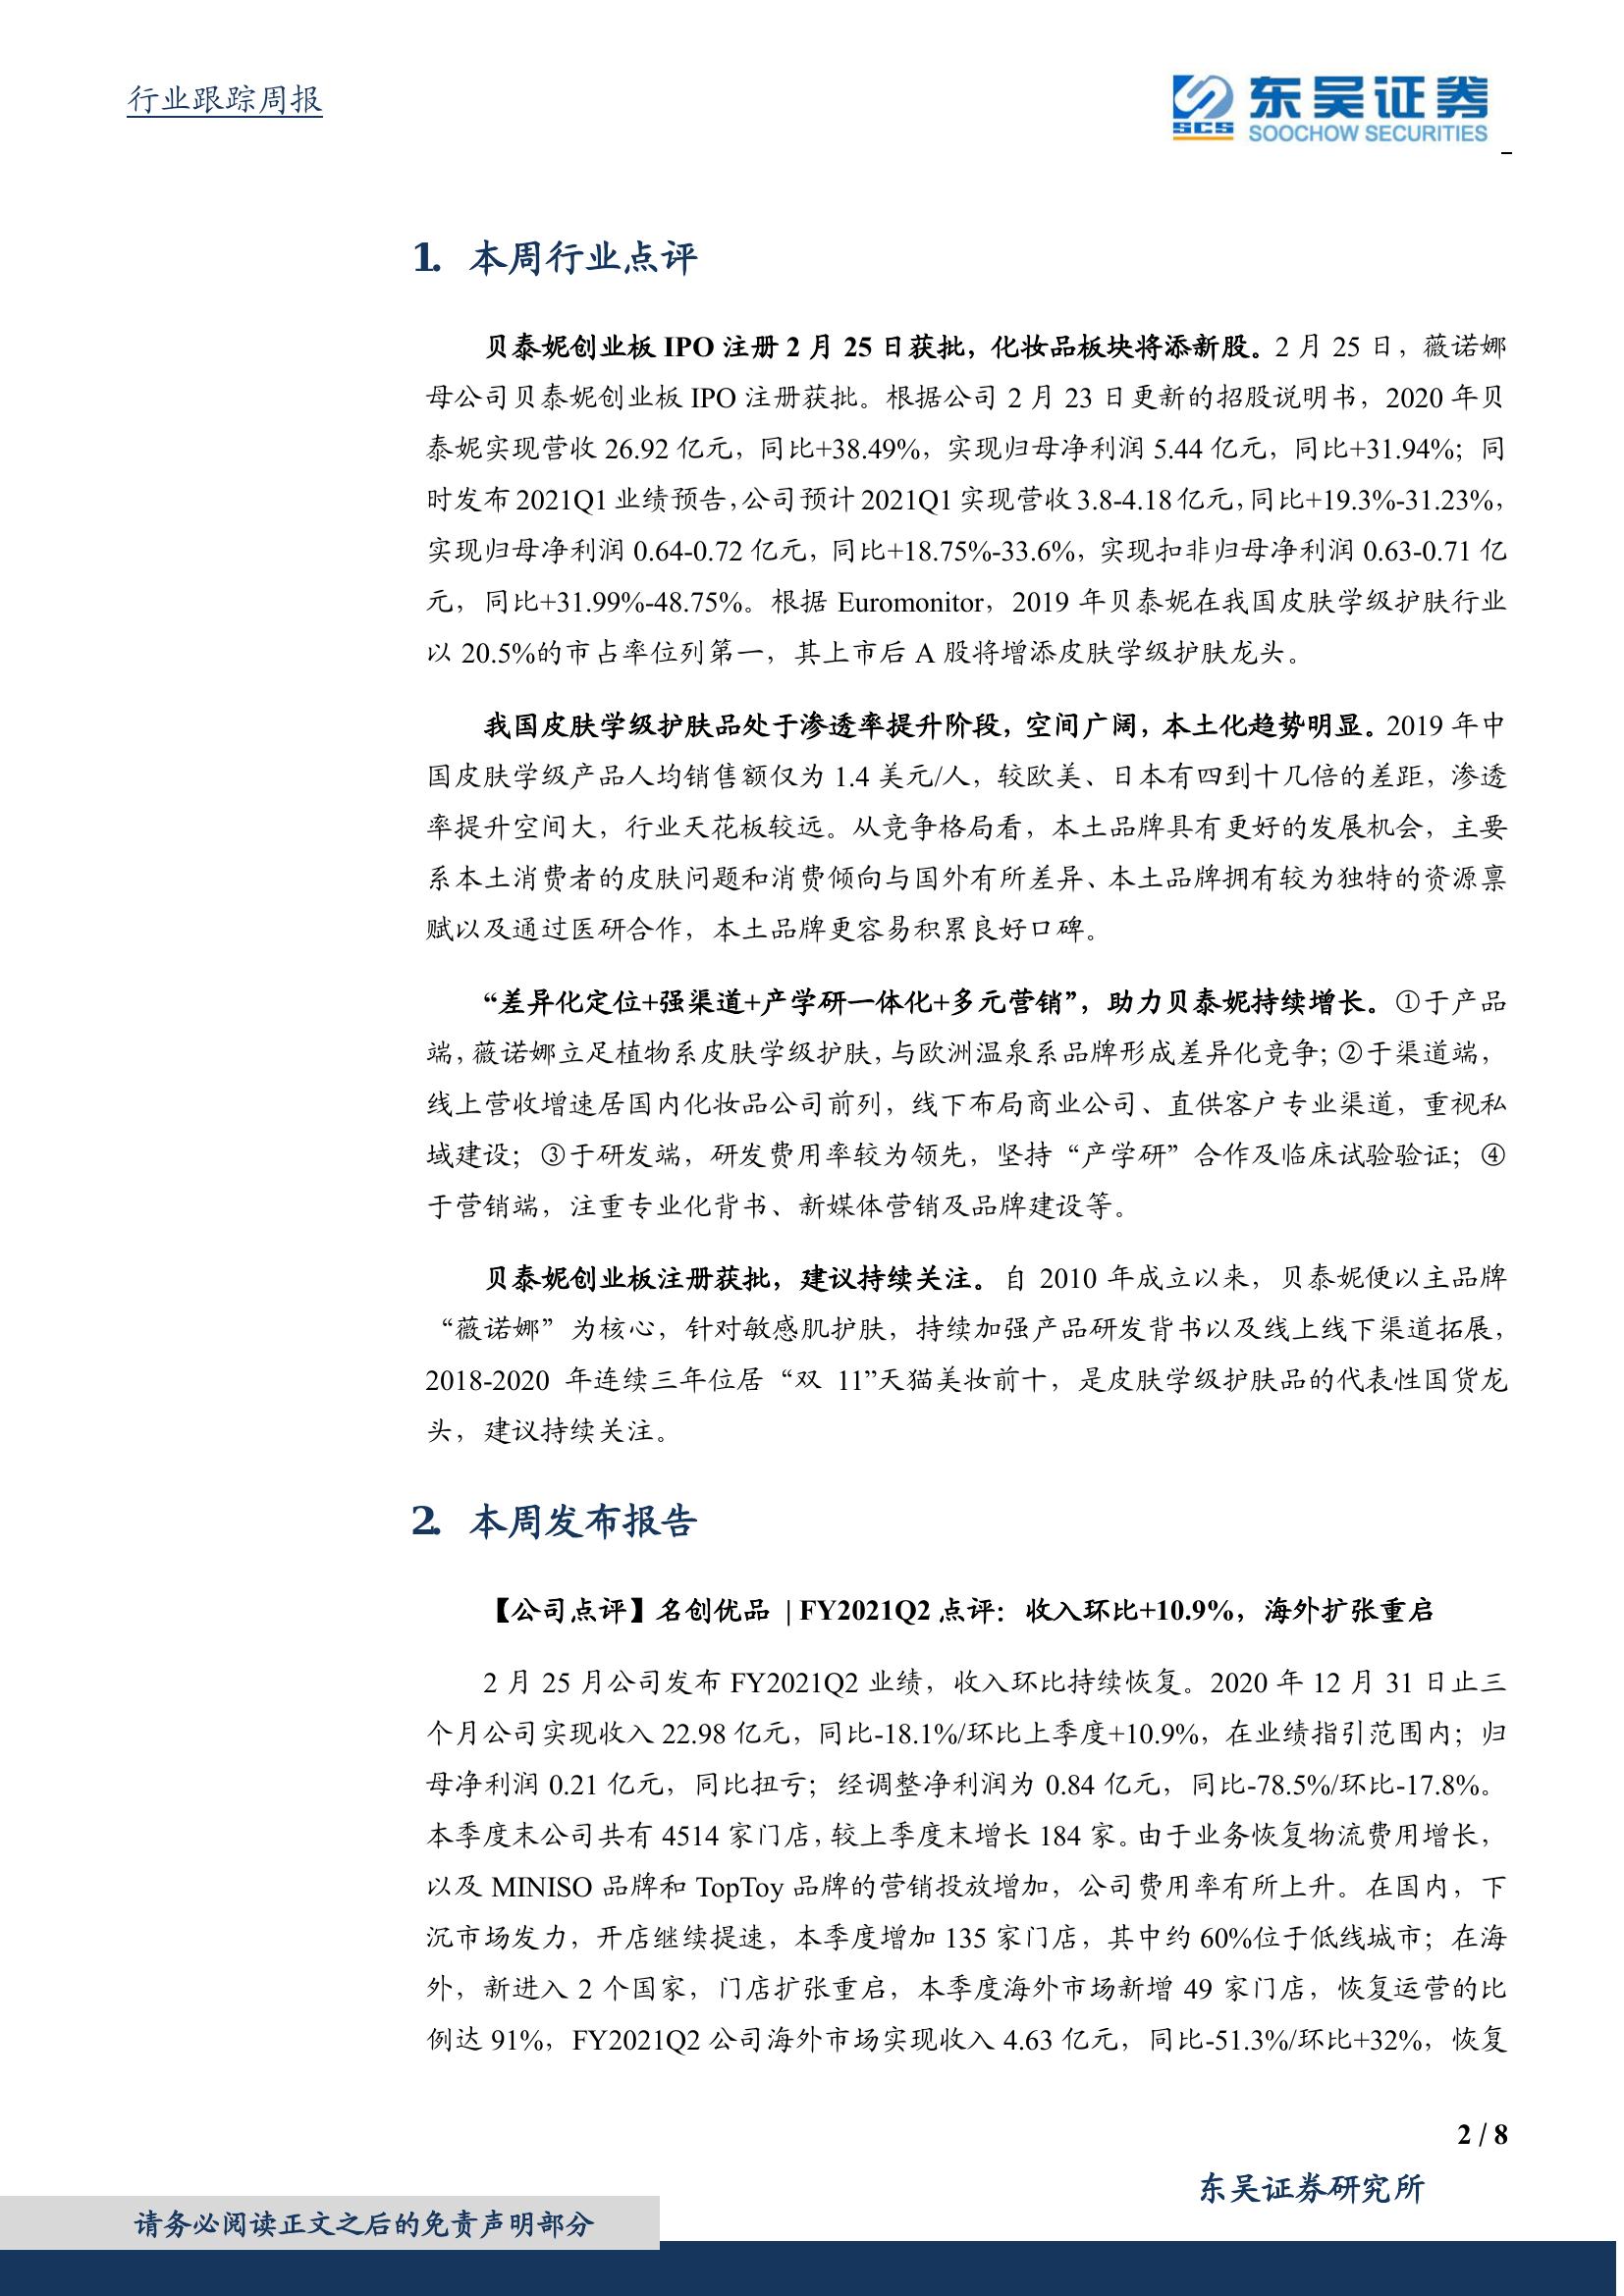 行业跟踪周报
SCS
东吴证券
SOOCHOW SECURITIES
1. 本周行业点评
贝泰妮创业板 IPO 注册 2 月 25 日获批，化妆品板块将添新股。2 月 25 日，薇诺娜
母公司贝泰妮创业板 IPO 注册获批。根据公司 2 月 23 日更新的招股说明书，2020 年贝
泰妮实现营收 26.92 亿元，同比+38.49%，实现归母净利润 5.44 亿元，同比+31.94%；同
时发布 2021Q1 业绩预告，公司预计 2021Q1 实现营收 3.8-4.18 亿元，同比+19.3%-31.23%，
实现归母净利润 0.64-0.72 亿元，同比+18.75%-33.6%，实现扣非归母净利润 0.63-0.71 亿
元，同比+31.99%-48.75%。根据 Euromonitor，2019 年贝泰妮在我国皮肤学级护肤行业
以 20.5%的市占率位列第一，其上市后 A 股将增添皮肤学级护肤龙头。
我国皮肤学级护肤品处于渗透率提升阶段，空间广阔，本土化趋势明显。2019 年中
国皮肤学级产品人均销售额仅为 1.4 美元/人，较欧美、日本有四到十几倍的差距，渗透
率提升空间大，行业天花板较远。从竞争格局看，本土品牌具有更好的发展机会，主要
系本土消费者的皮肤问题和消费倾向与国外有所差异、本土品牌拥有较为独特的资源禀
赋以及通过医研合作，本土品牌更容易积累良好口碑。
“差异化定位+强渠道+产学研一体化+多元营销”，助力贝泰妮持续增长。①于产品
端，薇诺娜立足植物系皮肤学级护肤，与欧洲温泉系品牌形成差异化竞争；②于渠道端，
线上营收增速居国内化妆品公司前列，线下布局商业公司、直供客户专业渠道，重视私
域建设；③于研发端，研发费用率较为领先，坚持“产学研”合作及临床试验验证；④
于营销端，注重专业化背书、新媒体营销及品牌建设等。
贝泰妮创业板注册获批，建议持续关注。自 2010 年成立以来，贝泰妮便以主品牌
“薇诺娜”为核心，针对敏感肌护肤，持续加强产品研发背书以及线上线下渠道拓展，
2018-2020 年连续三年位居“双 11”天猫美妆前十，是皮肤学级护肤品的代表性国货龙
头，建议持续关注。
2. 本周发布报告
【公司点评】名创优品 | FY2021Q2 点评：收入环比+10.9%，海外扩张重启
2 月 25 月公司发布 FY2021Q2 业绩，收入环比持续恢复。2020 年 12 月 31 日止三
个月公司实现收入 22.98 亿元，同比-18.1%/环比上季度+10.9%，在业绩指引范围内；归
母净利润 0.21 亿元，同比扭亏；经调整净利润为 0.84 亿元，同比-78.5%/环比-17.8%。
本季度末公司共有 4514 家门店，较上季度末增长 184 家。由于业务恢复物流费用增长，
以及 MINISO 品牌和 TopToy 品牌的营销投放增加，公司费用率有所上升。在国内，下
沉市场发力，开店继续提速，本季度增加 135 家门店，其中约 60%位于低线城市；在海
外，新进入 2 个国家，门店扩张重启，本季度海外市场新增 49 家门店，恢复运营的比
例达 91%，FY2021Q2 公司海外市场实现收入 4.63 亿元，同比-51.3%/环比+32%，恢复
2 / 8
东吴证券研究所
请务必阅读正文之后的免责声明部分